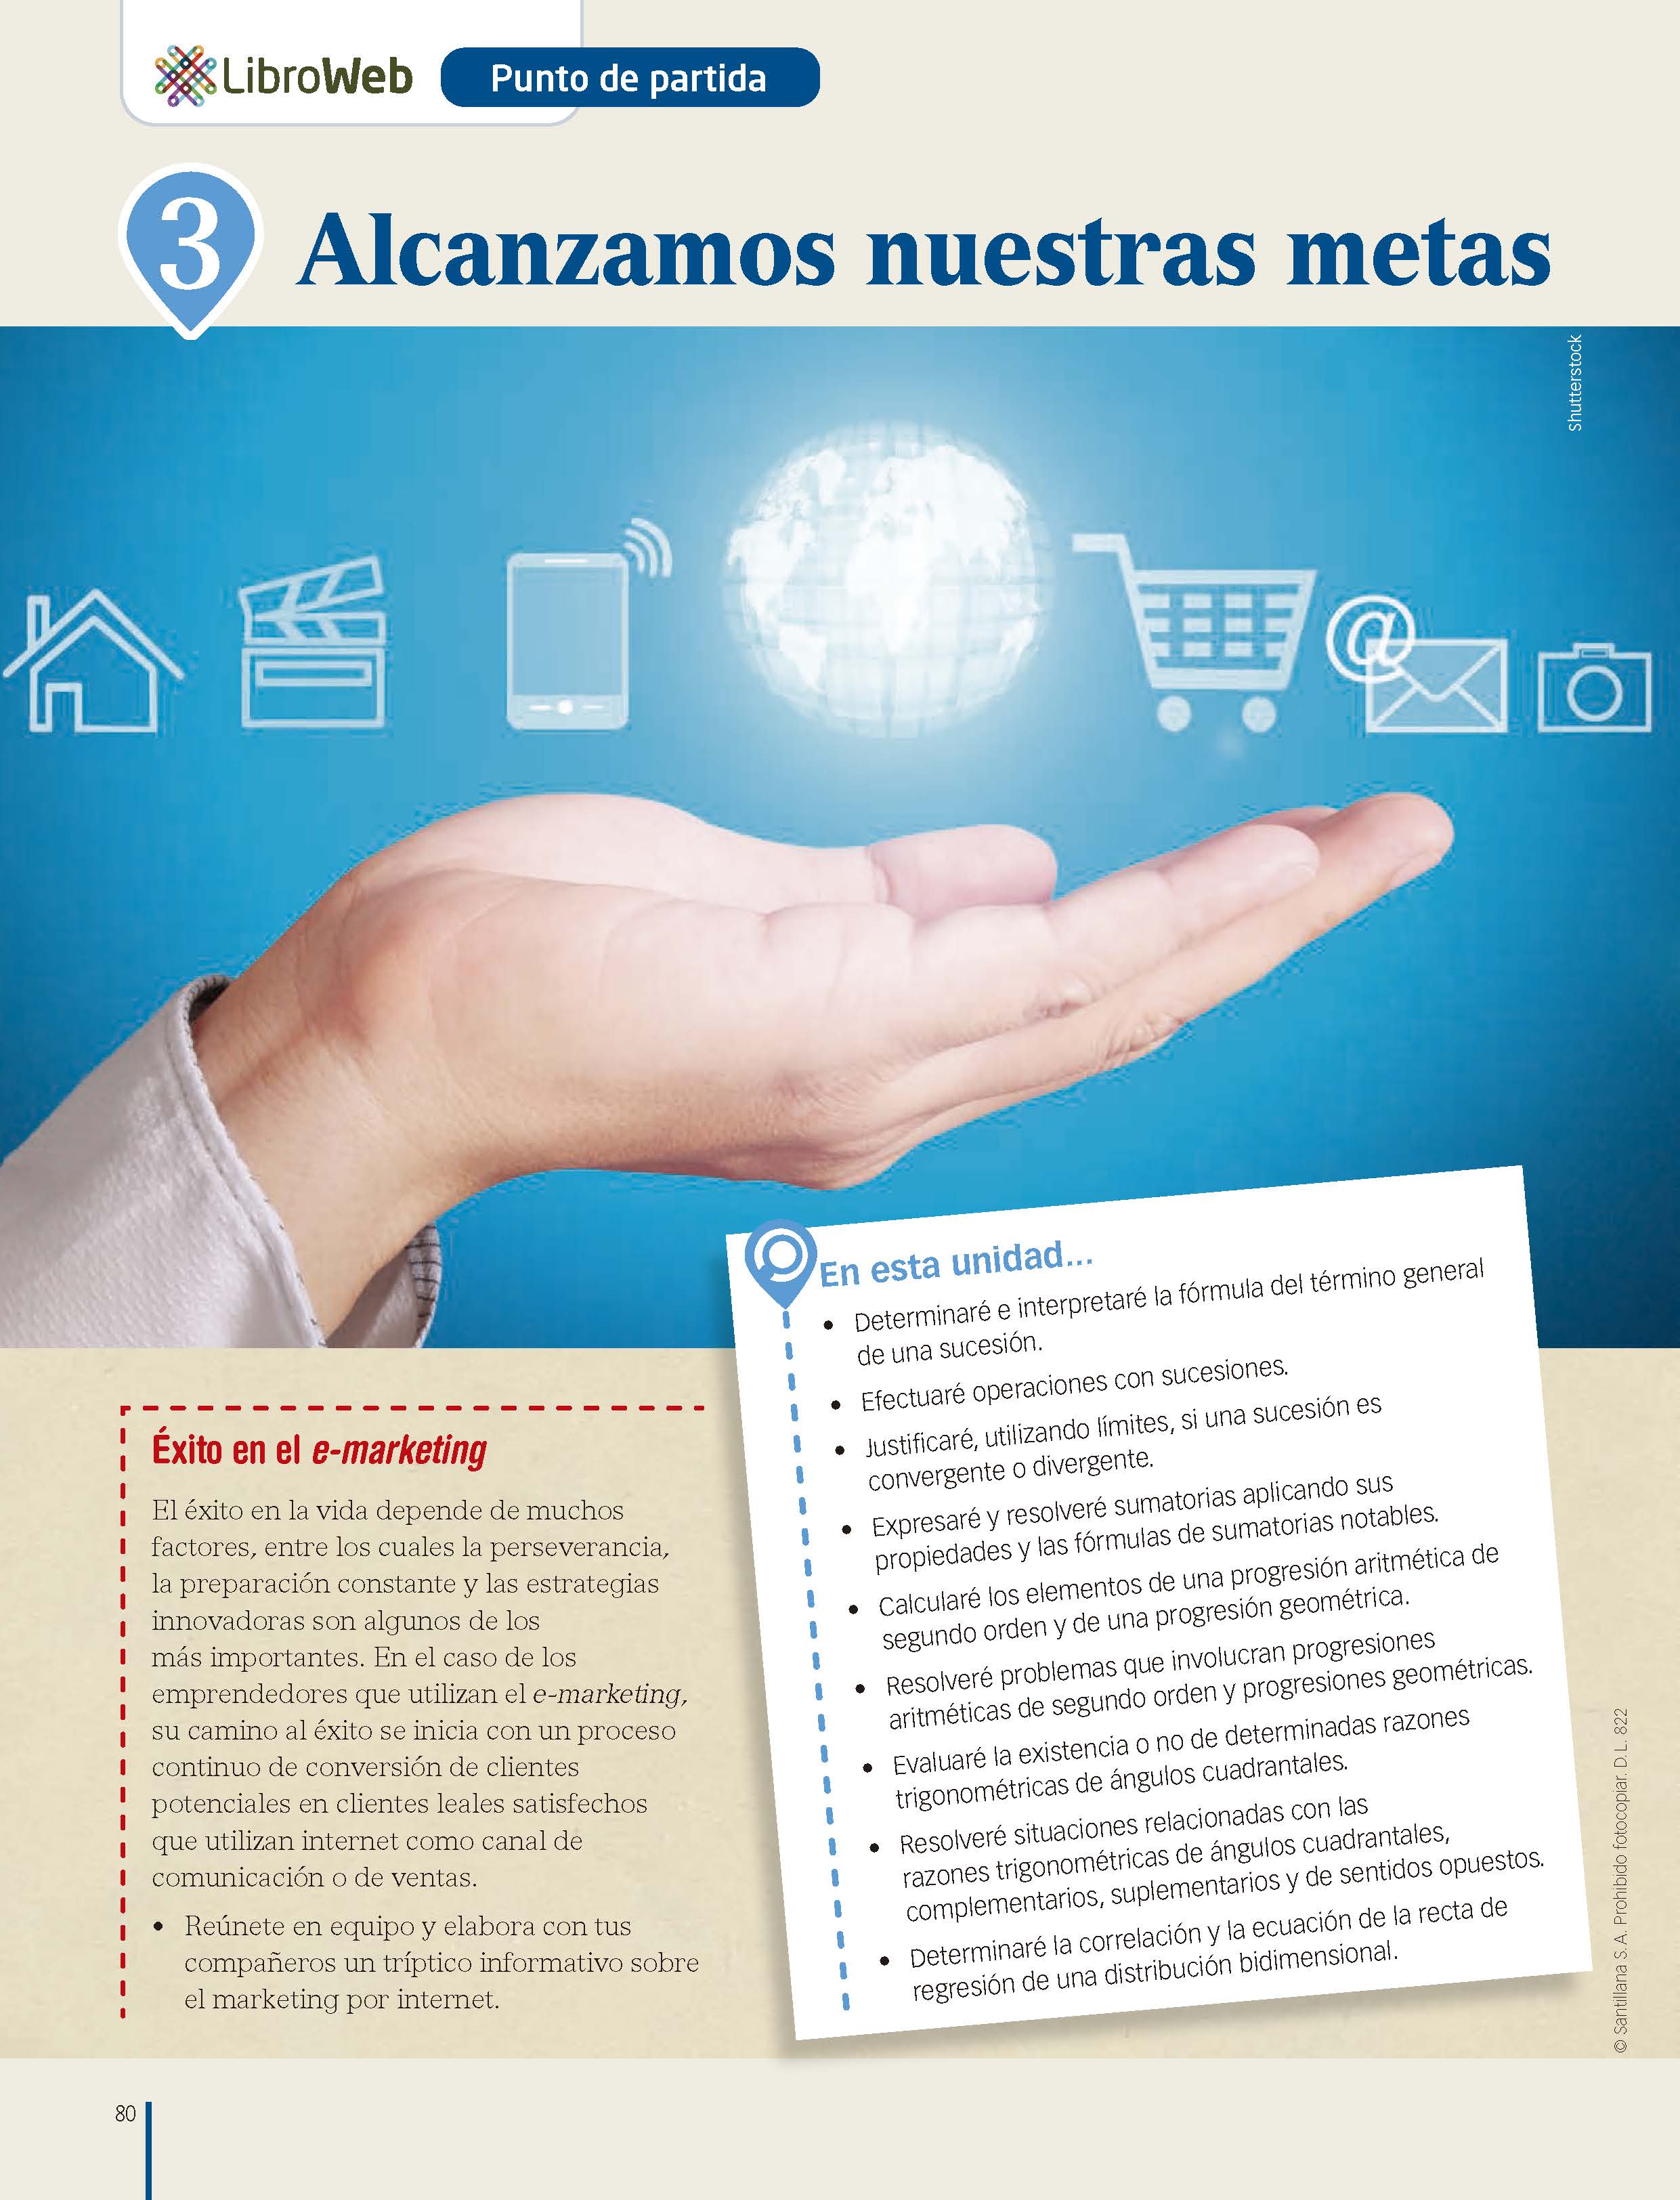 LibroWeb
Punto de partida
3
Alcanzamos nuestras metas
Shutterstock
@
En esta unidad...
• Determinaré e interpretaré la fórmula del término general
de una sucesión.
• Efectuaré operaciones con sucesiones.
• Justificaré, utilizando límites, si una sucesión es
convergente o divergente.
• Expresaré y resolveré sumatorias aplicando sus
propiedades y las fórmulas de sumatorias notables.
• Calcularé los elementos de una progresión aritmética de
segundo orden y de una progresión geométrica.
• Resolveré problemas que involucran progresiones
aritméticas de segundo orden y progresiones geométricas.
• Evaluaré la existencia o no de determinadas razones
trigonométricas de ángulos cuadrantales.
• Resolveré situaciones relacionadas con las
razones trigonométricas de ángulos cuadrantales,
complementarios, suplementarios y de sentidos opuestos.
• Determinaré la correlación y la ecuación de la recta de
regresión de una distribución bidimensional.
Éxito en el e-marketing
El éxito en la vida depende de muchos
factores, entre los cuales la perseverancia,
la preparación constante y las estrategias
innovadoras son algunos de los
más importantes. En el caso de los
emprendedores que utilizan el e-marketing,
su camino al éxito se inicia con un proceso
continuo de conversión de clientes
potenciales en clientes leales satisfechos
que utilizan internet como canal de
comunicación o de ventas.
• Reúnete en equipo y elabora con tus
compañeros un tríptico informativo sobre
el marketing por internet.
© Santillana S.A. Prohibido fotocopiar. D.L. 822
80